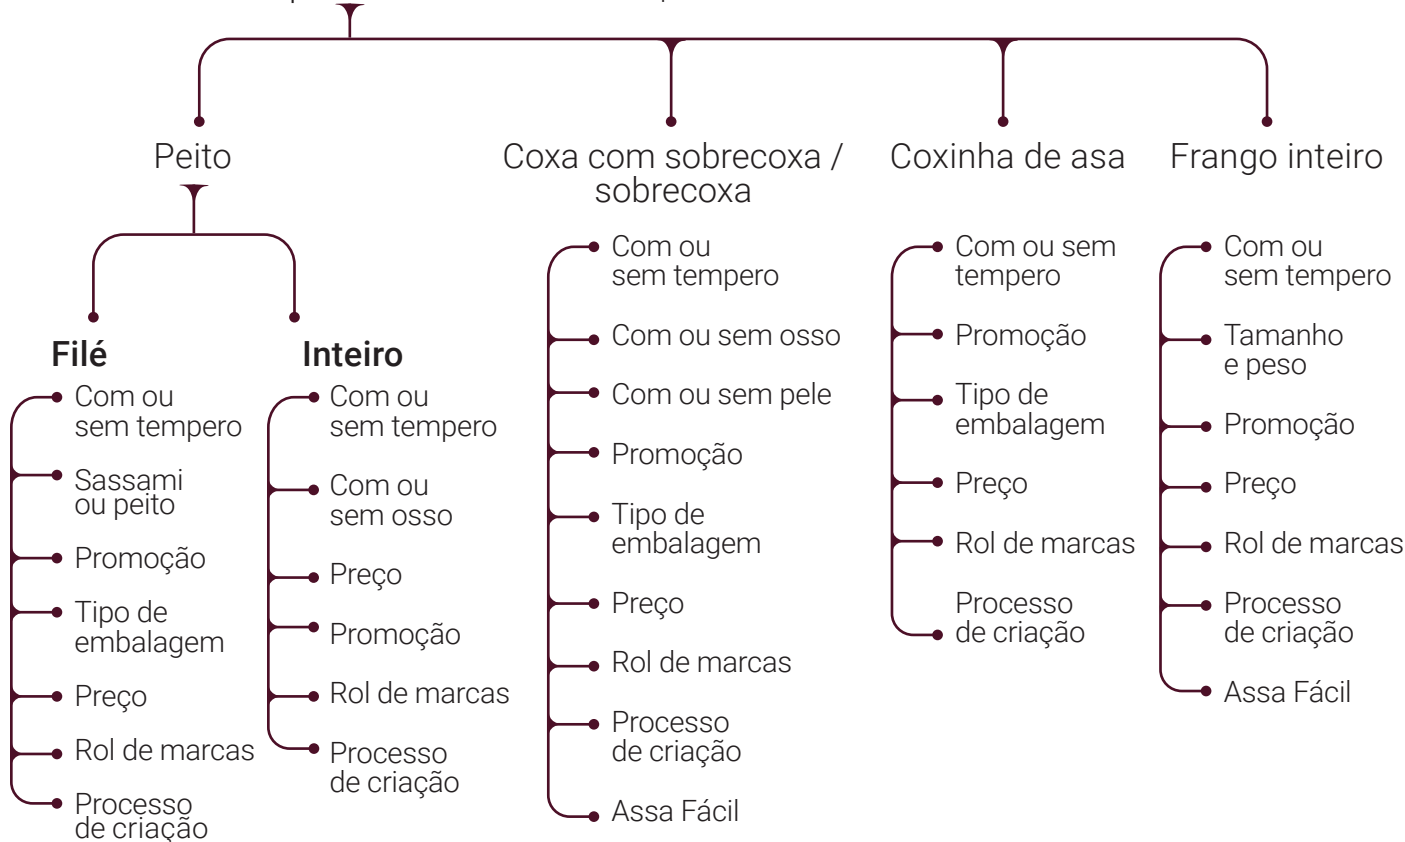 Peito
Coxa com sobrecoxa /
sobrecoxa
Coxinha de asa
Frango inteiro
Filé
Com ou
sem tempero
Sassami
ou peito
Promoção
Tipo de
embalagem
Preço
Rol de marcas
Processo
de criação
Inteiro
Com ou
sem tempero
Com ou
sem osso
Preço
Promoção
Rol de marcas
Processo
de criação
Com ou
sem tempero
Com ou sem osso
Com ou sem pele
Promoção
Tipo de
embalagem
Preço
Rol de marcas
Processo
de criação
Assa Fácil
Com ou sem
tempero
Promoção
Tipo de
embalagem
Preço
Rol de marcas
Processo
de criação
Com ou
sem tempero
Tamanho
e peso
Promoção
Preço
Rol de marcas
Processo
de criação
Assa Fácil